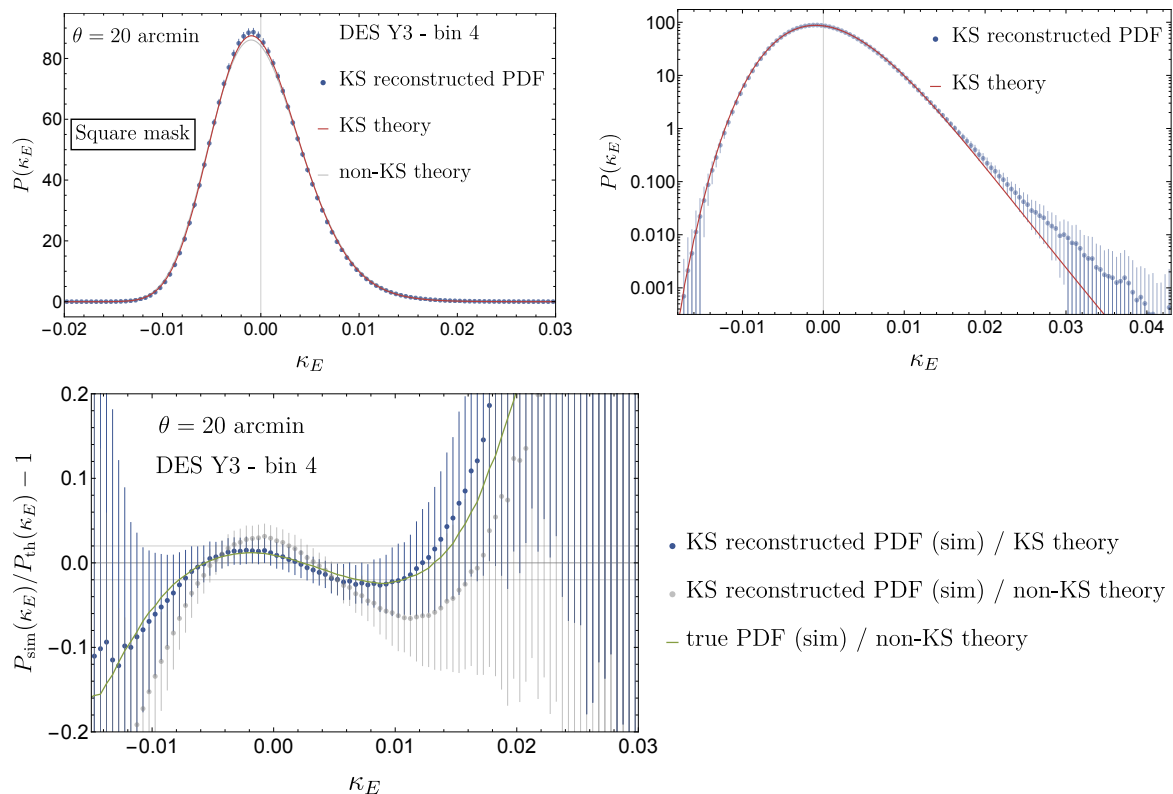 θ = 20 arcmin
DES Y3 - bin 4
KS reconstructed PDF
KS theory
non-KS theory
Square mask
P(κ_E)
80
60
40
20
0
−0.02 −0.01 0.00 0.01 0.02 0.03
κ_E
KS reconstructed PDF
KS theory
P(κ_E)
100
10
1
0.100
0.010
0.001
−0.01 0.00 0.01 0.02 0.03 0.04
κ_E
θ = 20 arcmin
DES Y3 - bin 4
P_sim(κ_E)/P_th(κ_E) − 1
0.2
0.1
0.0
−0.1
−0.2
−0.01 0.00 0.01 0.02 0.03
κ_E
KS reconstructed PDF (sim) / KS theory
KS reconstructed PDF (sim) / non-KS theory
true PDF (sim) / non-KS theory